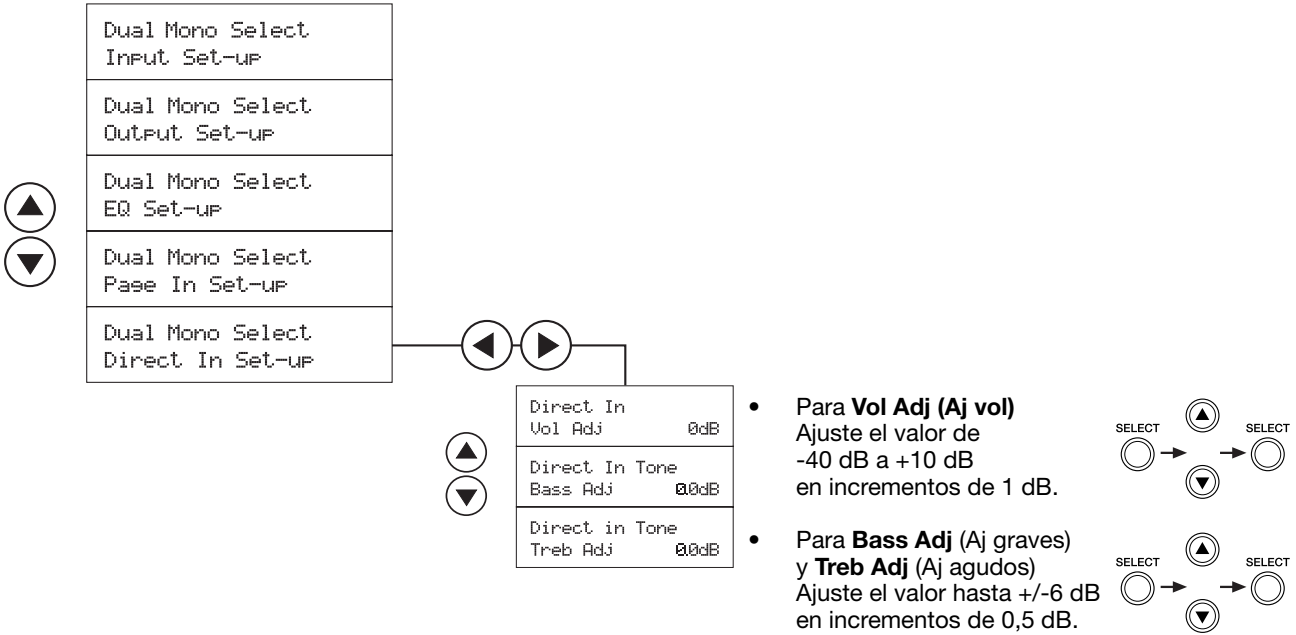 Dual Mono Select
Input Set-up
Dual Mono Select
Output Set-up
Dual Mono Select
EQ Set-up
Dual Mono Select
Page In Set-up
Dual Mono Select
Direct In Set-up
Direct In
Vol Adj 0dB
Direct In Tone
Bass Adj 0.0dB
Direct in Tone
Treb Adj 0.0dB
• Para Vol Adj (Aj vol)
Ajuste el valor de
-40 dB a +10 dB
en incrementos de 1 dB.
SELECT SELECT
• Para Bass Adj (Aj graves)
y Treb Adj (Aj agudos)
Ajuste el valor hasta +/-6 dB
en incrementos de 0,5 dB.
SELECT SELECT